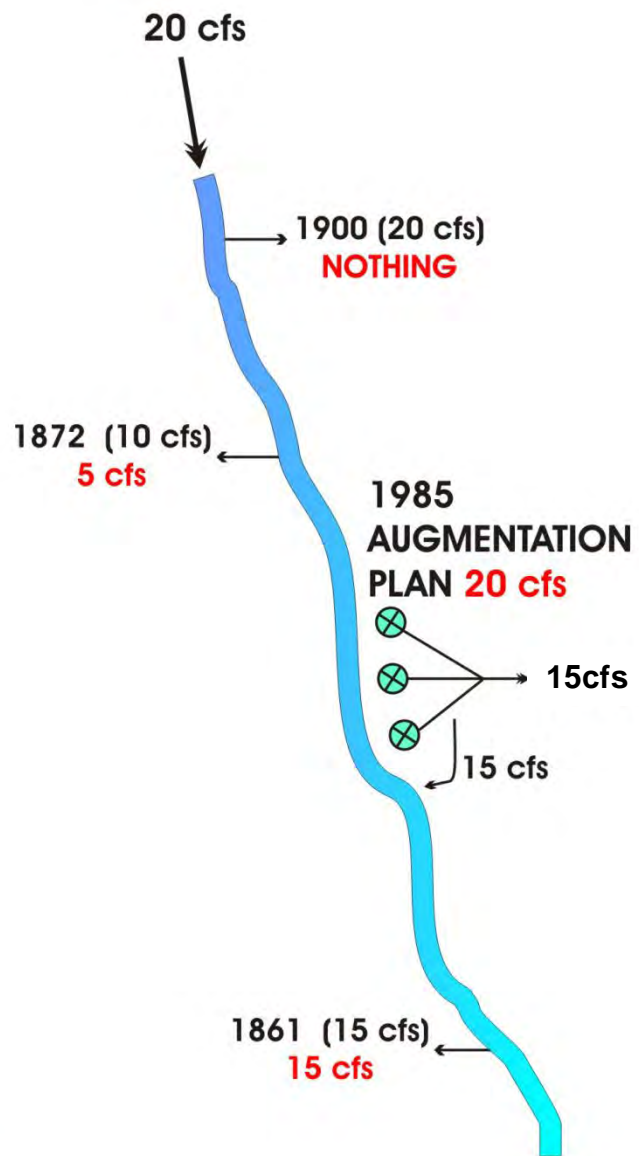 20 cfs
1900 (20 cfs)
NOTHING
1872 (10 cfs)
5 cfs
1985
AUGMENTATION
PLAN 20 cfs
15cfs
15 cfs
1861 (15 cfs)
15 cfs